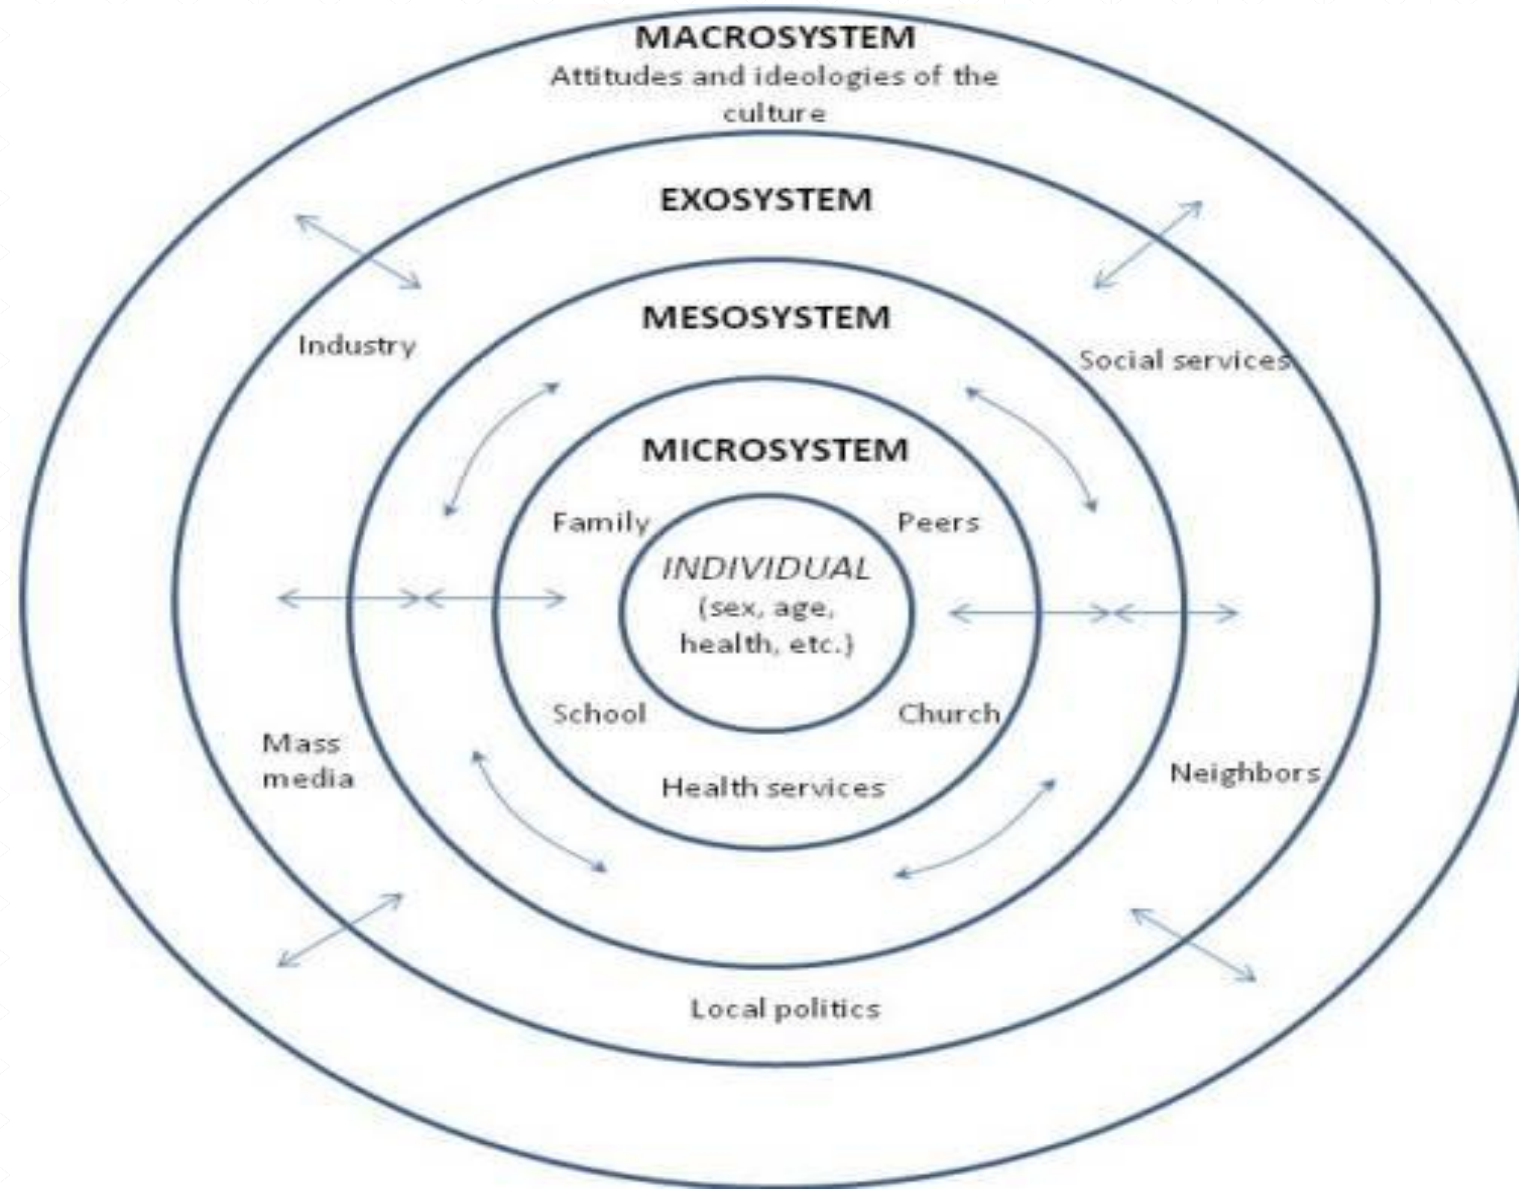 MACROSYSTEM
Attitudes and ideologies of the
culture
EXOSYSTEM
MESOSYSTEM
Industry
Social services
MICROSYSTEM
Family
Peers
INDIVIDUAL
(sex, age,
health, etc.)
School
Church
Mass
media
Neighbors
Health services
Local politics